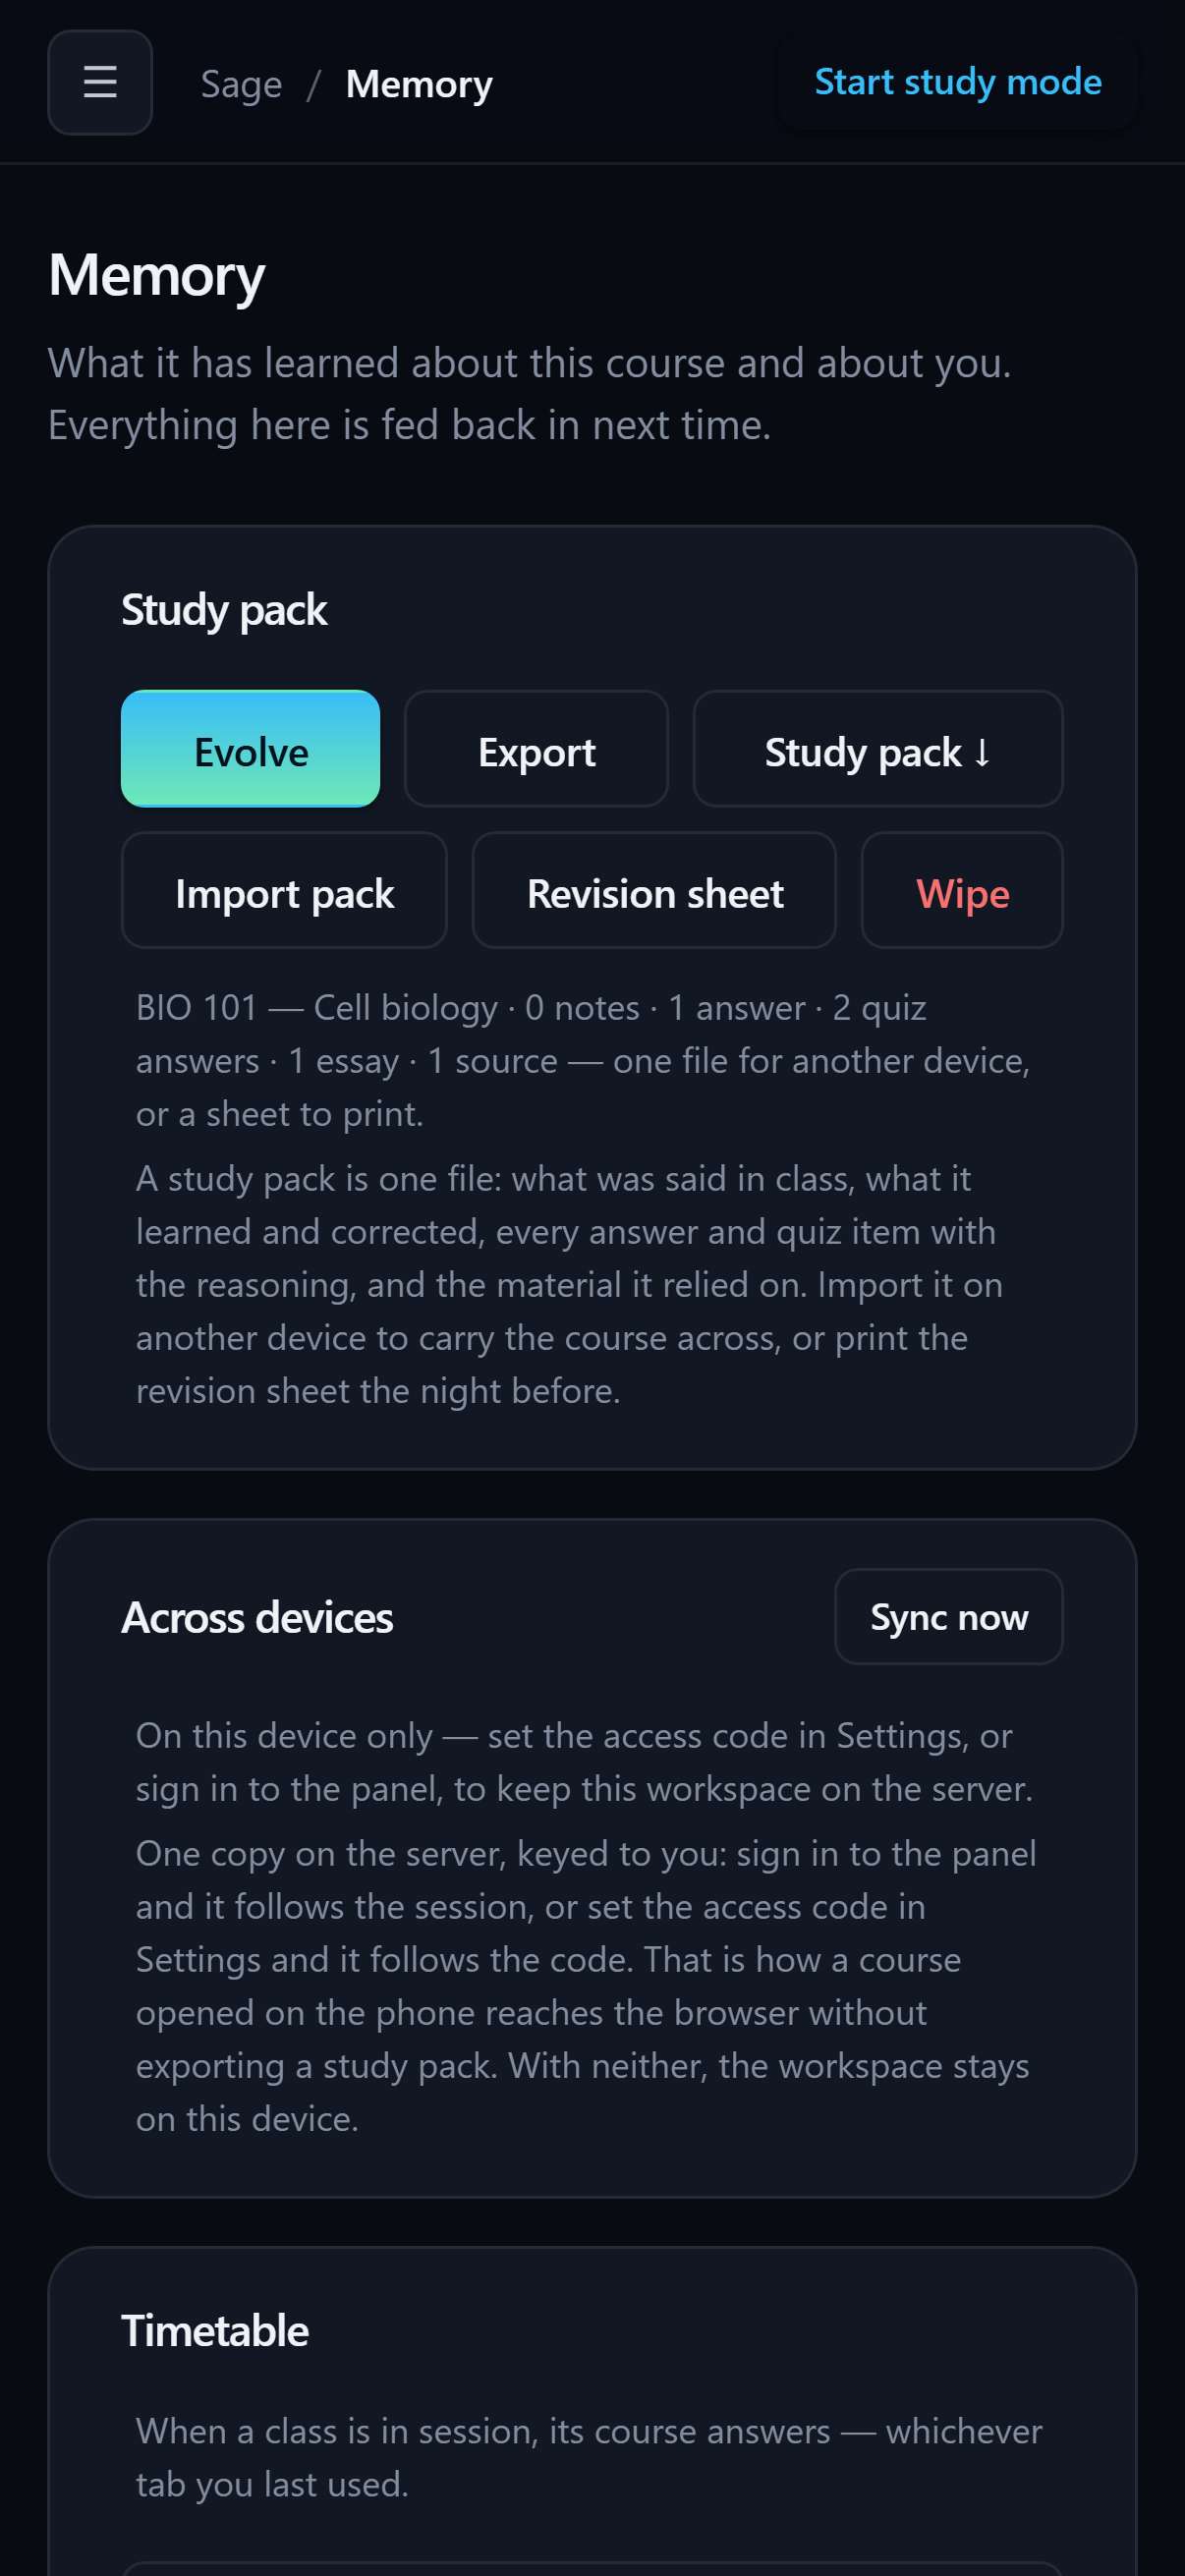 ☰ Sage / Memory Start study mode
Memory
What it has learned about this course and about you.
Everything here is fed back in next time.
Study pack
Evolve Export Study pack ↓
Import pack Revision sheet Wipe
BIO 101 — Cell biology · 0 notes · 1 answer · 2 quiz
answers · 1 essay · 1 source — one file for another device,
or a sheet to print.
A study pack is one file: what was said in class, what it
learned and corrected, every answer and quiz item with
the reasoning, and the material it relied on. Import it on
another device to carry the course across, or print the
revision sheet the night before.
Across devices Sync now
On this device only — set the access code in Settings, or
sign in to the panel, to keep this workspace on the server.
One copy on the server, keyed to you: sign in to the panel
and it follows the session, or set the access code in
Settings and it follows the code. That is how a course
opened on the phone reaches the browser without
exporting a study pack. With neither, the workspace stays
on this device.
Timetable
When a class is in session, its course answers — whichever
tab you last used.